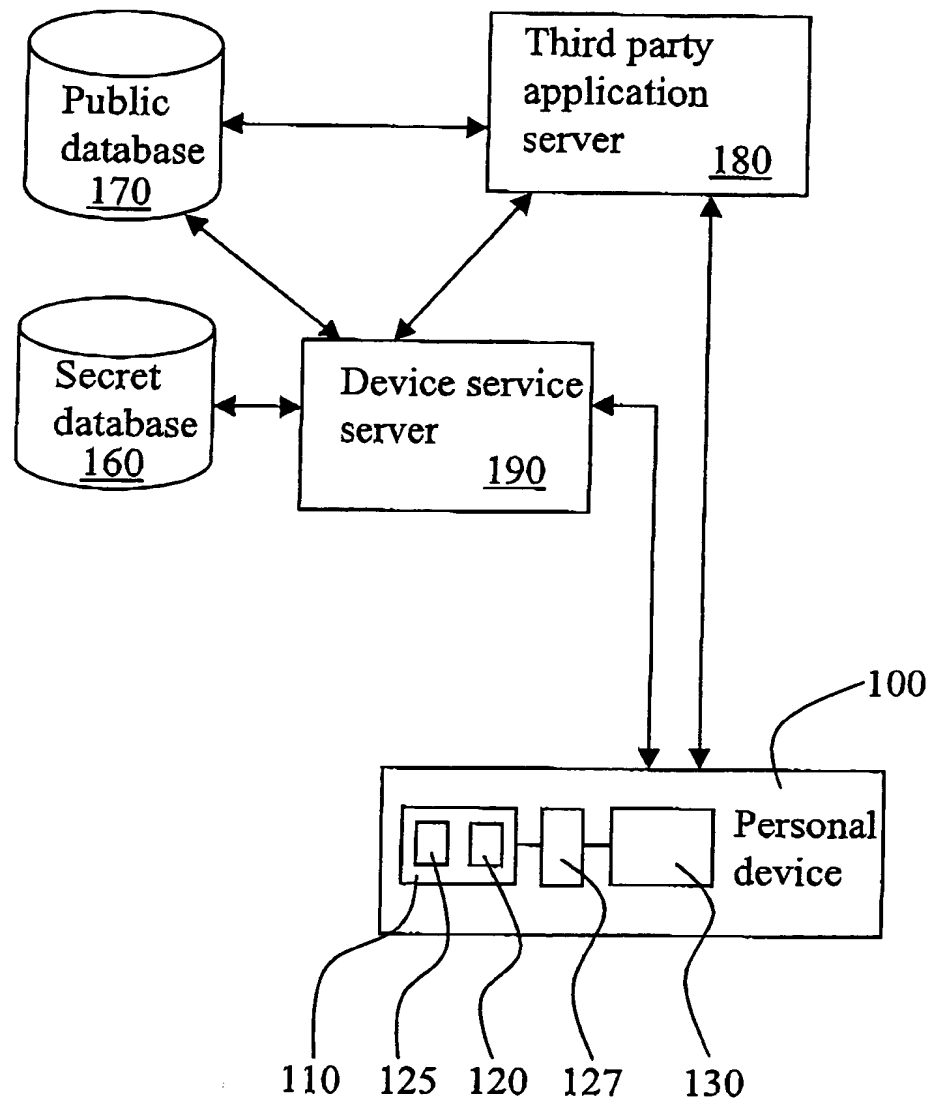 Public
database
170
Third party
application
server
180
Secret
database
160
Device service
server
190
100
Personal
device
110
125
120
127
130